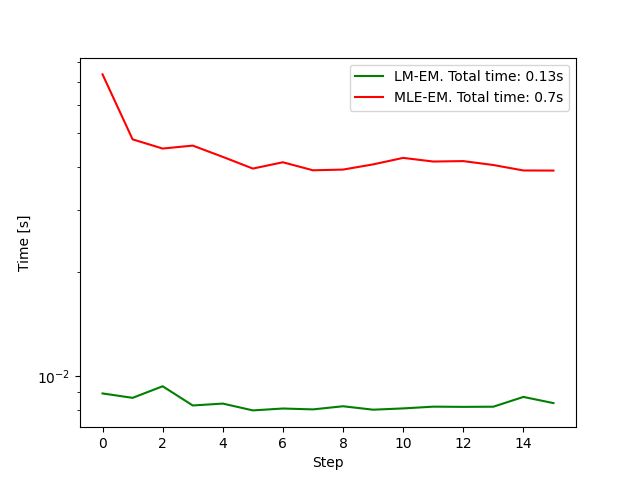 LM-EM. Total time: 0.13s
MLE-EM. Total time: 0.7s
Time [s]
10⁻²
0 2 4 6 8 10 12 14
Step